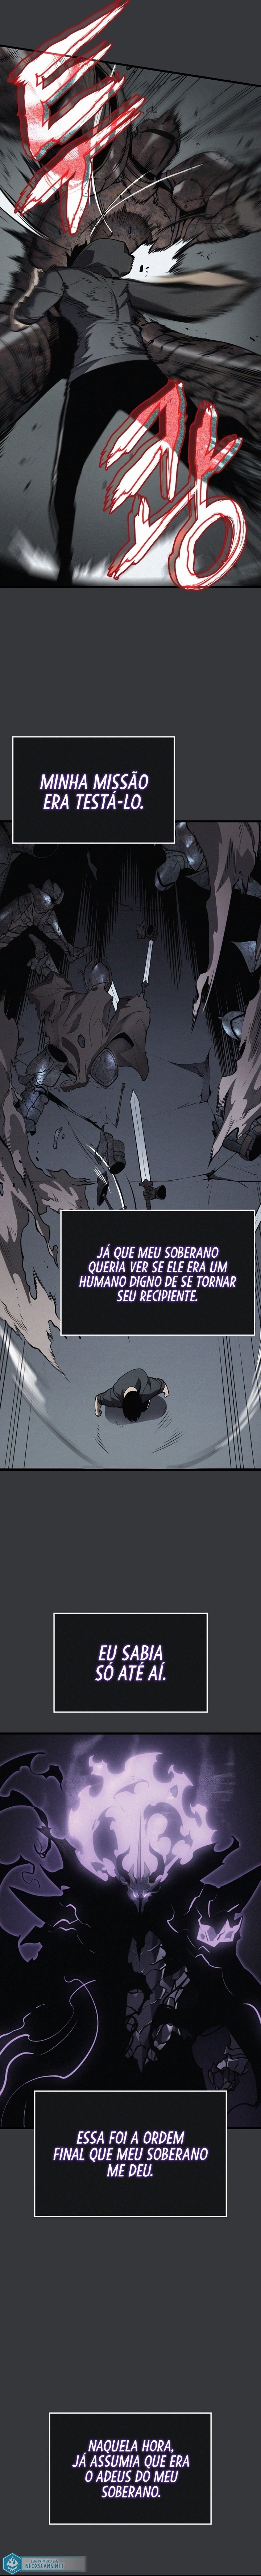 MINHA MISSÃO
ERA TESTÁ-LO.
JÁ QUE MEU SOBERANO
QUERIA VER SE ELE ERA UM
HUMANO DIGNO DE SE TORNAR
SEU RECIPIENTE.
EU SABIA
SÓ ATÉ AÍ.
ESSA FOI A ORDEM
FINAL QUE MEU SOBERANO
ME DEU.
NAQUELA HORA,
JÁ ASSUMIA QUE ERA
O ADEUS DO MEU
SOBERANO.
NEOXSCANS.NET